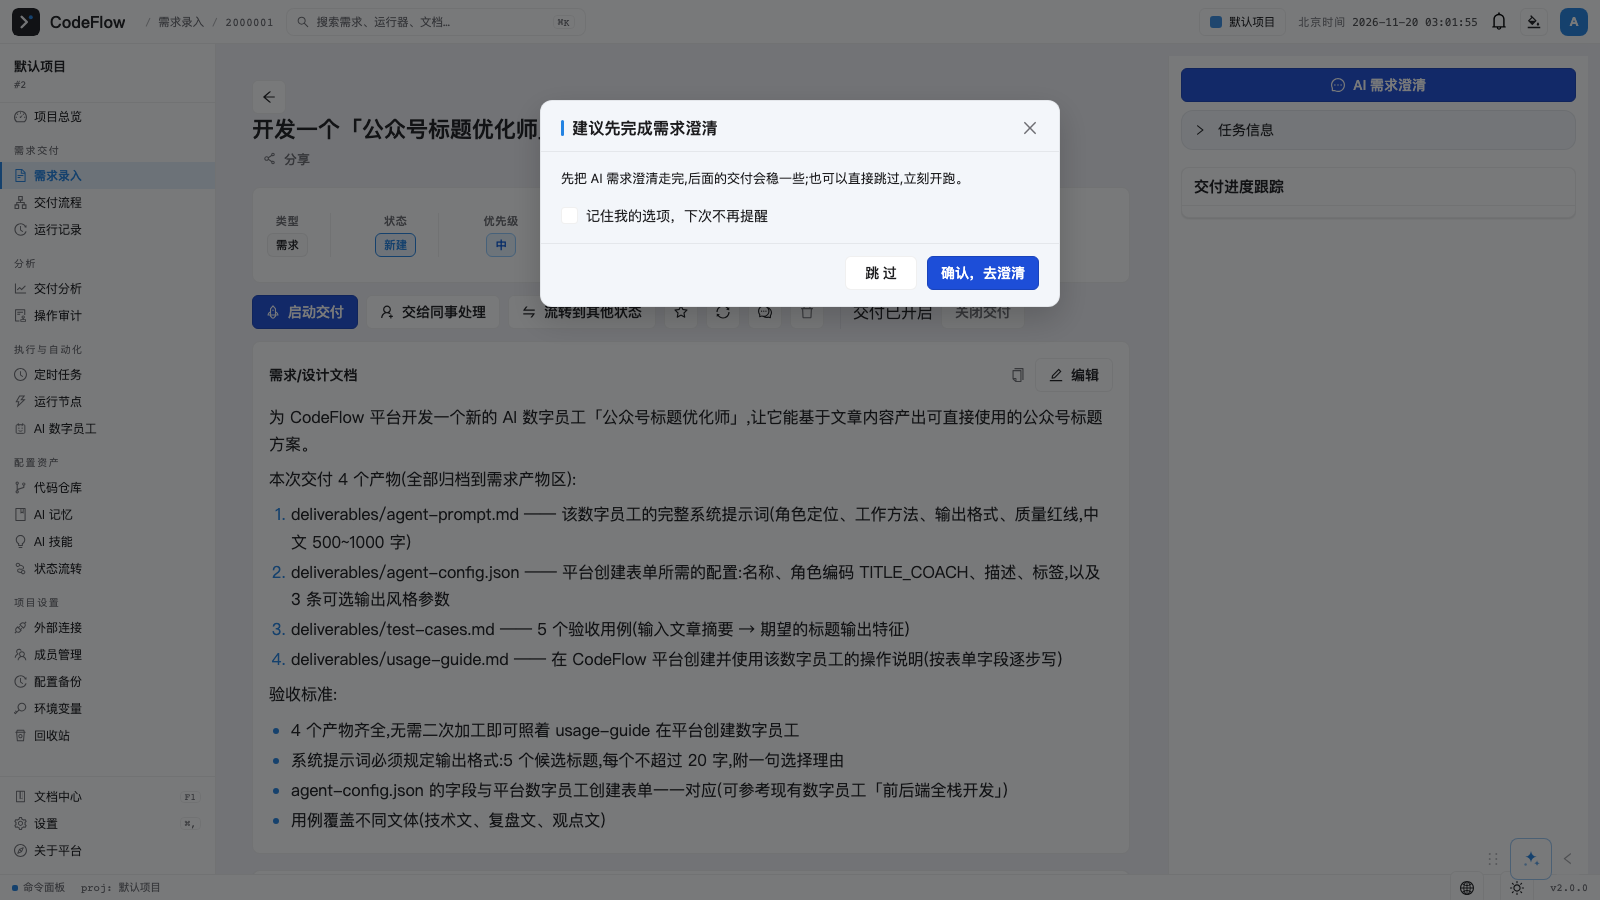 CodeFlow / 需求录入 / 2000001
搜索需求、运行器、文档… ⌘K
默认项目
北京时间 2026-11-20 03:01:55
A
默认项目
#2
项目总览
需求交付
需求录入
交付流程
运行记录
分析
交付分析
操作审计
执行与自动化
定时任务
运行节点
AI 数字员工
配置资产
代码仓库
AI 记忆
AI 技能
状态流转
项目设置
外部连接
成员管理
配置备份
环境变量
回收站
文档中心 F1
设置 ⌘,
关于平台
开发一个「公众号标题优化师
分享
类型
需求
状态
新建
优先级
中
启动交付
交给同事处理
流转到其他状态
交付已开启
关闭交付
建议先完成需求澄清
先把 AI 需求澄清走完,后面的交付会稳一些;也可以直接跳过,立刻开跑。
记住我的选项，下次不再提醒
跳 过
确认，去澄清
需求/设计文档
编辑
为 CodeFlow 平台开发一个新的 AI 数字员工「公众号标题优化师」,让它能基于文章内容产出可直接使用的公众号标题
方案。
本次交付 4 个产物(全部归档到需求产物区):
1. deliverables/agent-prompt.md —— 该数字员工的完整系统提示词(角色定位、工作方法、输出格式、质量红线,中
文 500~1000 字)
2. deliverables/agent-config.json —— 平台创建表单所需的配置:名称、角色编码 TITLE_COACH、描述、标签,以及
3 条可选输出风格参数
3. deliverables/test-cases.md —— 5 个验收用例(输入文章摘要 → 期望的标题输出特征)
4. deliverables/usage-guide.md —— 在 CodeFlow 平台创建并使用该数字员工的操作说明(按表单字段逐步写)
验收标准:
4 个产物齐全,无需二次加工即可照着 usage-guide 在平台创建数字员工
系统提示词必须规定输出格式:5 个候选标题,每个不超过 20 字,附一句选择理由
agent-config.json 的字段与平台数字员工创建表单一一对应(可参考现有数字员工「前后端全栈开发」)
用例覆盖不同文体(技术文、复盘文、观点文)
AI 需求澄清
任务信息
交付进度跟踪
命令面板 proj: 默认项目
v2.0.0